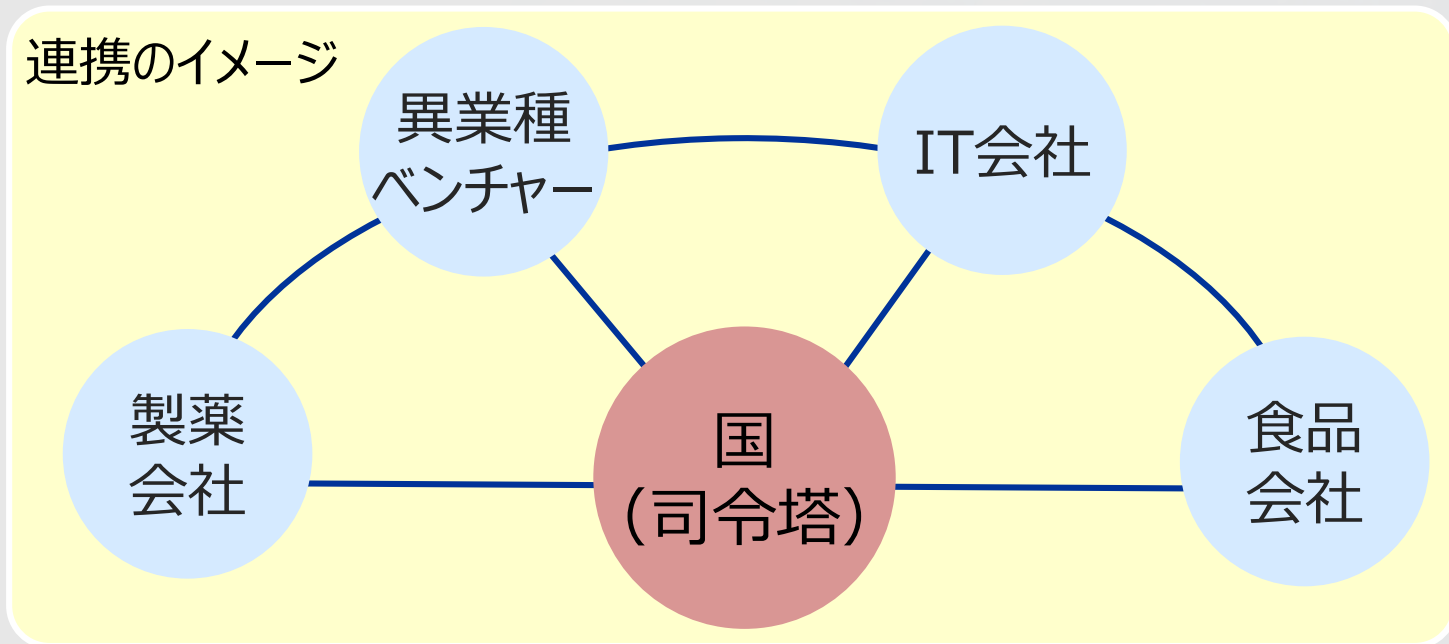 連携のイメージ
異業種
ベンチャー
IT会社
製薬
会社
国
（司令塔）
食品
会社